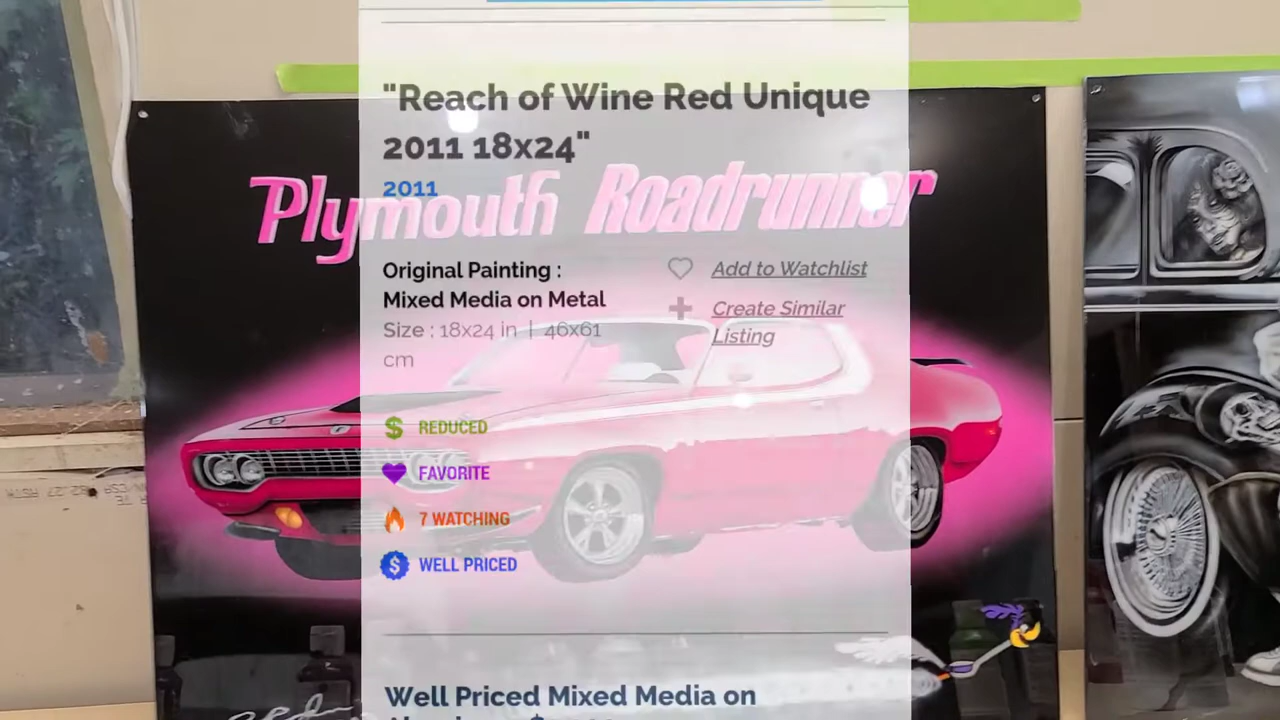 "Reach of Wine Red Unique
2011 18x24"
2011
Plymouth Roadrunner
Original Painting :
Mixed Media on Metal
Size : 18x24 in | 46x61
cm
Add to Watchlist
Create Similar
Listing
REDUCED
FAVORITE
7 WATCHING
WELL PRICED
Well Priced Mixed Media on